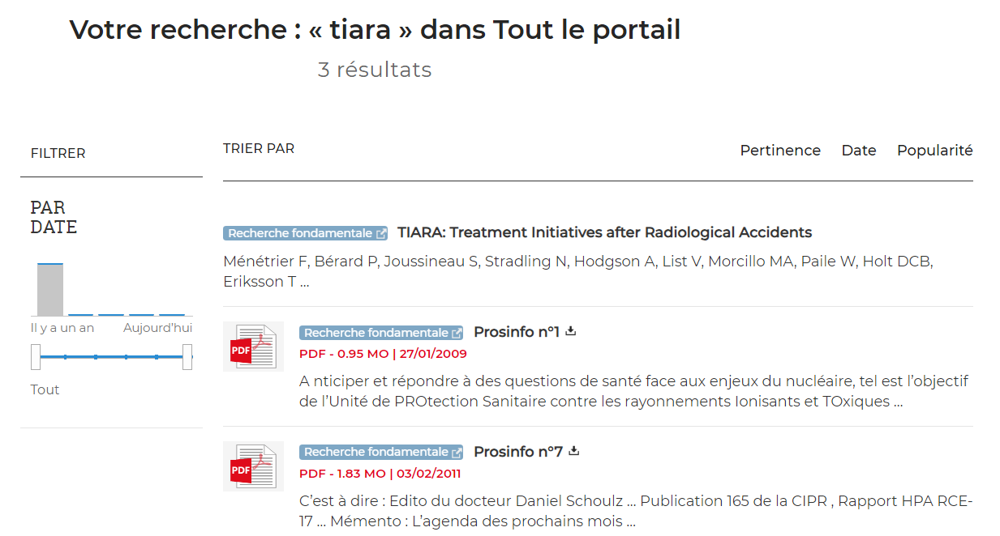 Votre recherche : « tiara » dans Tout le portail
3 résultats
FILTRER
PAR
DATE
Il y a un an Aujourd’hui
Tout
TRIER PAR
Pertinence Date Popularité
Recherche fondamentale TIARA: Treatment Initiatives after Radiological Accidents
Ménétrier F, Bérard P, Joussineau S, Stradling N, Hodgson A, List V, Morcillo MA, Paile W, Holt DCB,
Eriksson T ...
PDF
Recherche fondamentale Prosinfo n°1
PDF - 0.95 MO | 27/01/2009
A nticiper et répondre à des questions de santé face aux enjeux du nucléaire, tel est l’objectif
de l’Unité de PROtection Sanitaire contre les rayonnements Ionisants et TOxiques ...
PDF
Recherche fondamentale Prosinfo n°7
PDF - 1.83 MO | 03/02/2011
C’est à dire : Edito du docteur Daniel Schoulz ... Publication 165 de la CIPR , Rapport HPA RCE-
17 ... Mémento : L’agenda des prochains mois ...